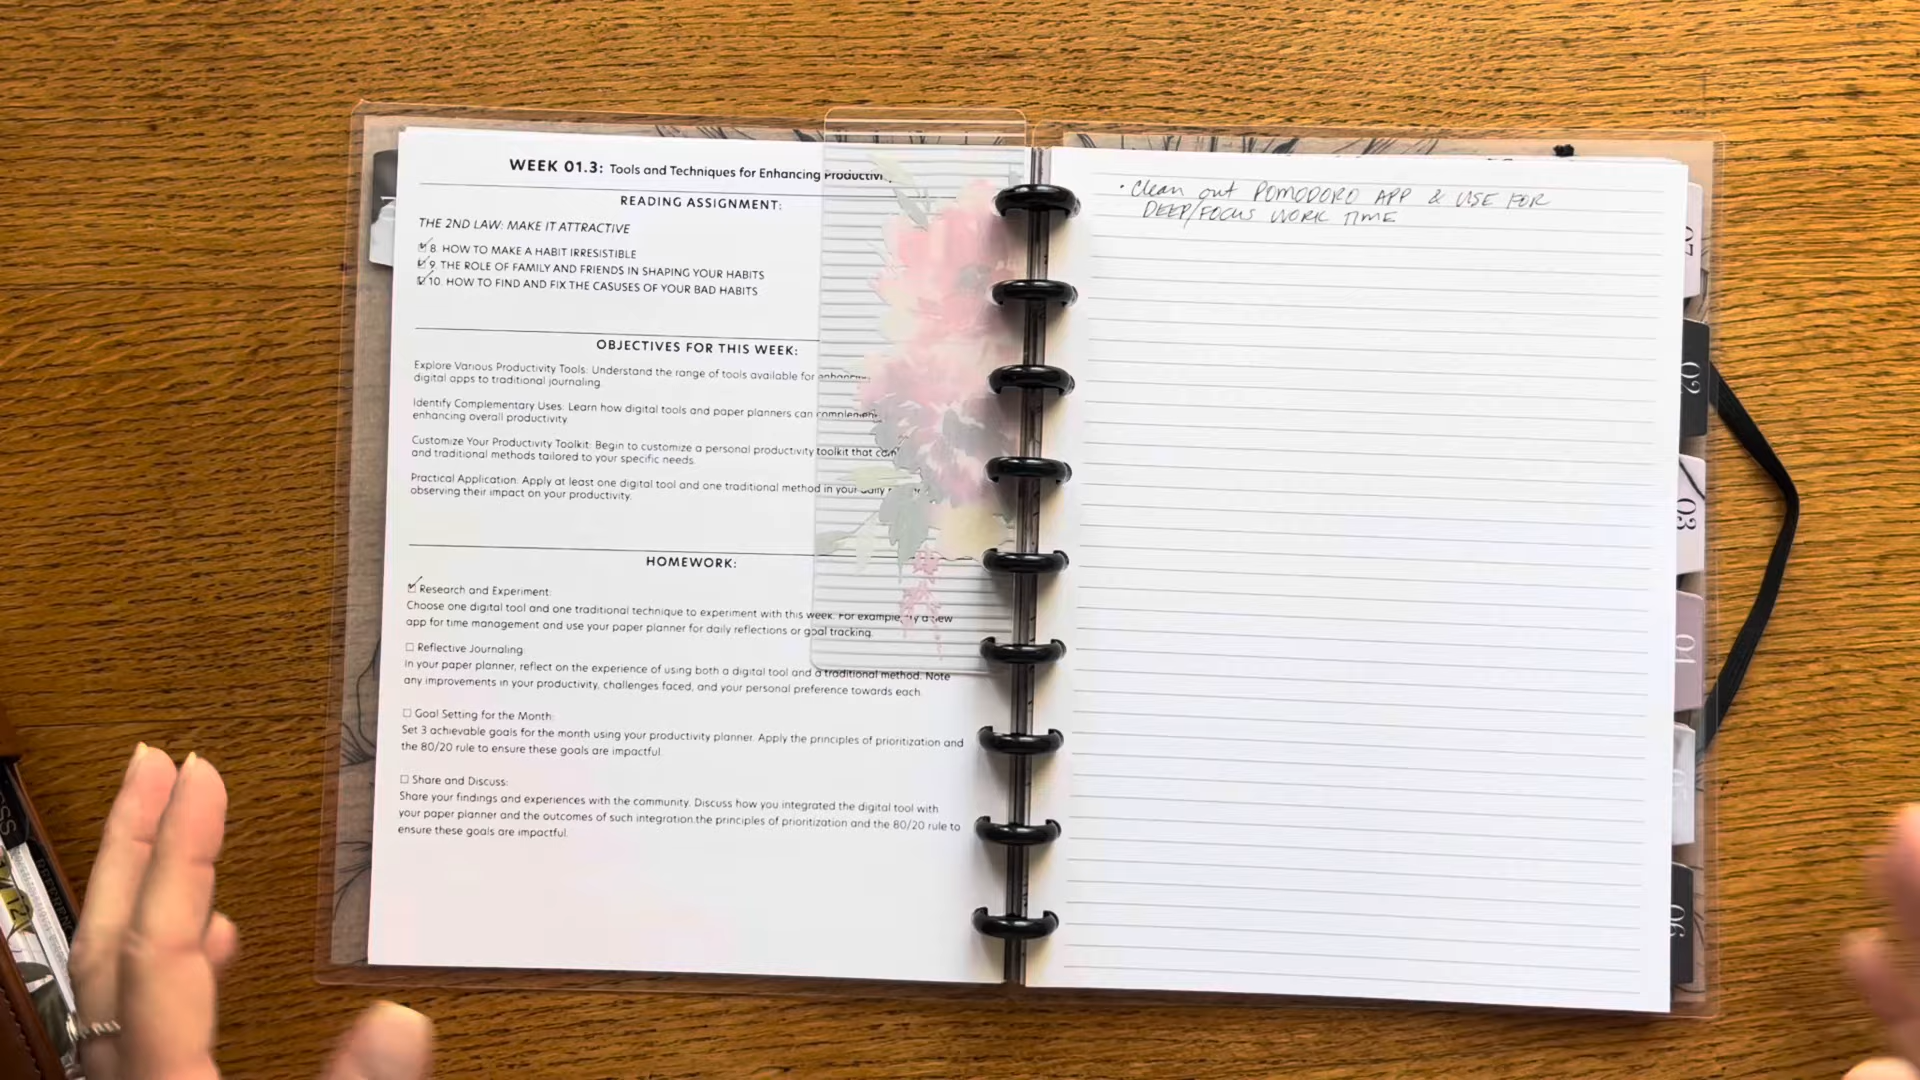 WEEK 01.3: Tools and Techniques for Enhancing
READING ASSIGNMENT:
THE 2ND LAW: MAKE IT ATTRACTIVE
8. HOW TO MAKE A HABIT IRRESISTIBLE
9. THE ROLE OF FAMILY AND FRIENDS IN SHAPING YOUR HABITS
10. HOW TO FIND AND FIX THE CASUSES OF YOUR BAD HABITS
OBJECTIVES FOR THIS WEEK:
Explore Various Productivity Tools: Understand the range of tools available for
digital apps to traditional journaling.
Identify Complementary Uses: Learn how digital tools and paper planners can
enhancing overall productivity
Customize Your Productivity Toolkit: Begin to customize a personal productivity toolkit that
and traditional methods tailored to your specific needs.
Practical Application: Apply at least one digital tool and one traditional method in your daily
observing their impact on your productivity.
HOMEWORK:
Research and Experiment:
Choose one digital tool and one traditional technique to experiment with this week. For example, try a new
app for time management and use your paper planner for daily reflections or goal tracking.
Reflective Journaling:
In your paper planner, reflect on the experience of using both a digital tool and a traditional method. Note
any improvements in your productivity, challenges faced, and your personal preference towards each.
Goal Setting for the Month:
Set 3 achievable goals for the month using your productivity planner. Apply the principles of prioritization and
the 80/20 rule to ensure these goals are impactful.
Share and Discuss:
Share your findings and experiences with the community. Discuss how you integrated the digital tool with
your paper planner and the outcomes of such integration.the principles of prioritization and the 80/20 rule to
ensure these goals are impactful.
• Clean out POMODORO APP & USE FOR
DEEP/FOCUS WORK TIME
02
03
04
05
06